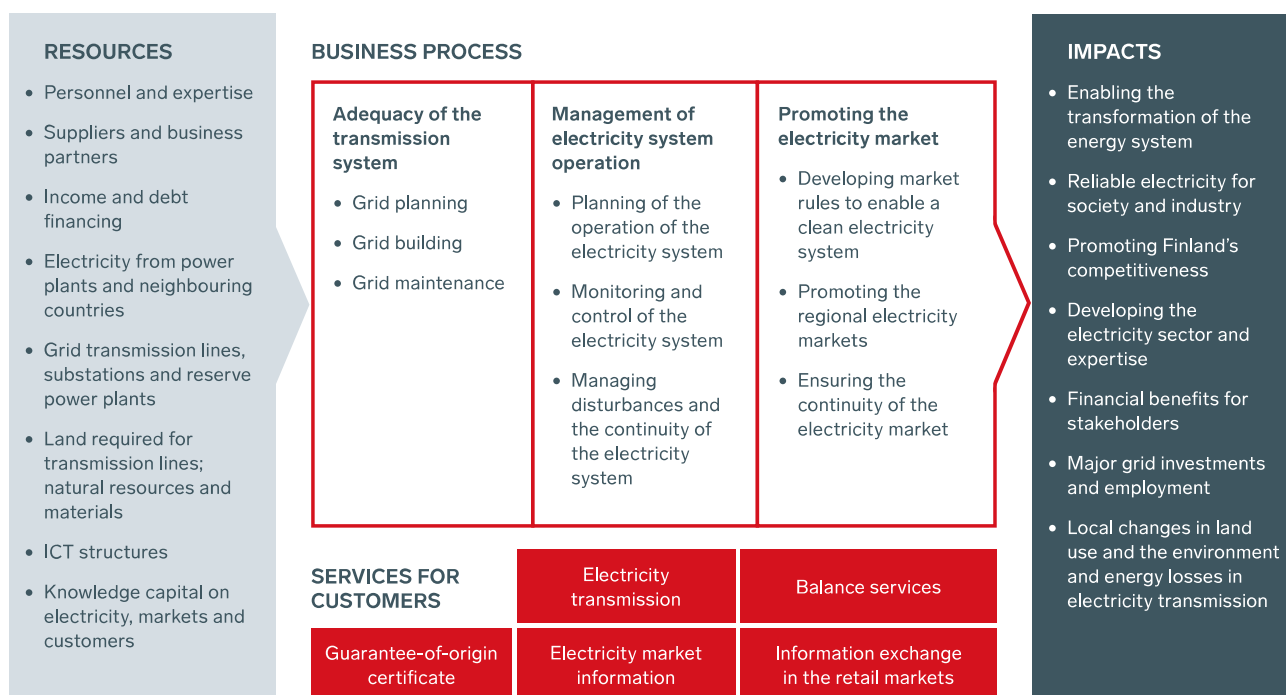 RESOURCES
• Personnel and expertise
• Suppliers and business
partners
• Income and debt
financing
• Electricity from power
plants and neighbouring
countries
• Grid transmission lines,
substations and reserve
power plants
• Land required for
transmission lines;
natural resources and
materials
• ICT structures
• Knowledge capital on
electricity, markets and
customers
BUSINESS PROCESS
Adequacy of the
transmission
system
• Grid planning
• Grid building
• Grid maintenance
Management of
electricity system
operation
• Planning of the
operation of the
electricity system
• Monitoring and
control of the
electricity system
• Managing
disturbances and
the continuity of
the electricity
system
Promoting the
electricity market
• Developing market
rules to enable a
clean electricity
system
• Promoting the
regional electricity
markets
• Ensuring the
continuity of the
electricity market
SERVICES FOR
CUSTOMERS
Electricity
transmission
Balance services
Guarantee-of-origin
certificate
Electricity market
information
Information exchange
in the retail markets
IMPACTS
• Enabling the
transformation of the
energy system
• Reliable electricity for
society and industry
• Promoting Finland's
competitiveness
• Developing the
electricity sector and
expertise
• Financial benefits for
stakeholders
• Major grid investments
and employment
• Local changes in land
use and the environment
and energy losses in
electricity transmission